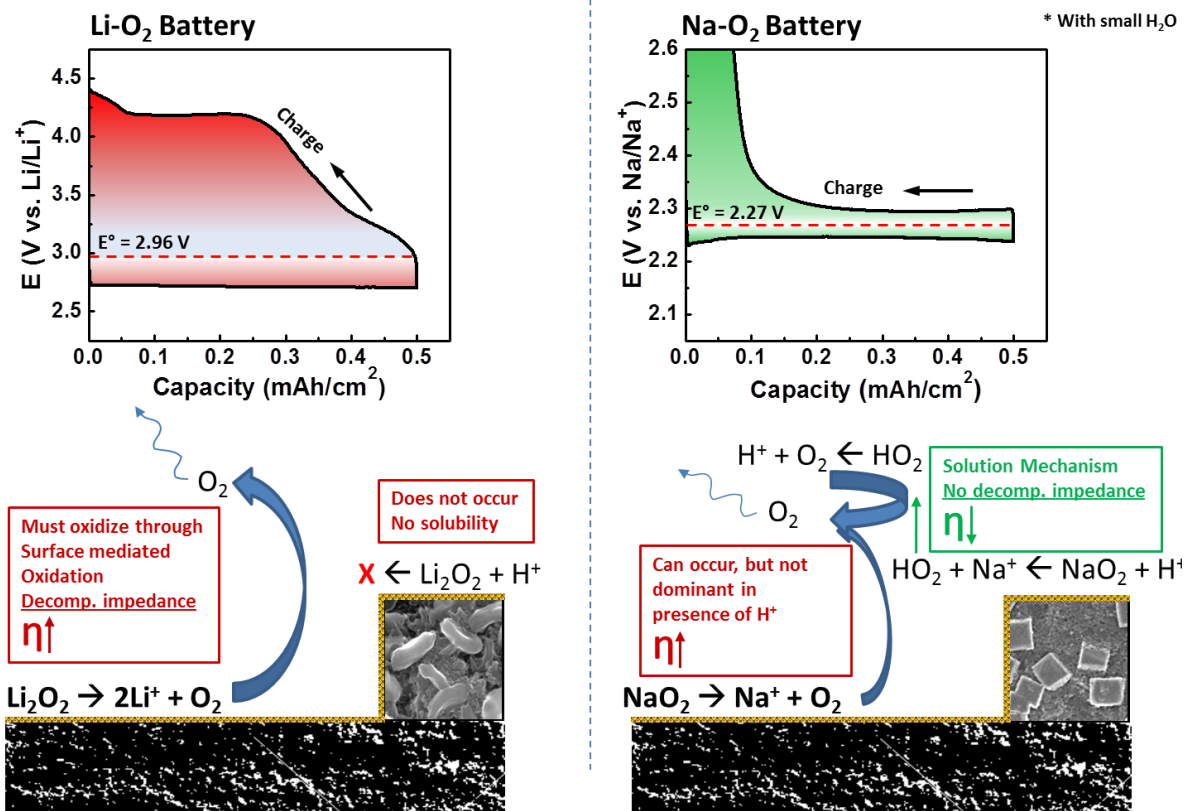 Li-O₂ Battery
E (V vs. Li/Li⁺)
4.5
4.0
3.5
3.0
2.5
Charge
E° = 2.96 V
0.0 0.1 0.2 0.3 0.4 0.5
Capacity (mAh/cm²)
O₂
Must oxidize through
Surface mediated
Oxidation
Decomp. impedance
η↑
Does not occur
No solubility
X ← Li₂O₂ + H⁺
Li₂O₂ → 2Li⁺ + O₂
Na-O₂ Battery
* With small H₂O
E (V vs. Na/Na⁺)
2.6
2.5
2.4
2.3
2.2
2.1
Charge
E° = 2.27 V
0.0 0.1 0.2 0.3 0.4 0.5
Capacity (mAh/cm²)
H⁺ + O₂ ← HO₂
O₂
Solution Mechanism
No decomp. impedance
η↓
HO₂ + Na⁺ ← NaO₂ + H⁺
Can occur, but not
dominant in
presence of H⁺
η↑
NaO₂ → Na⁺ + O₂